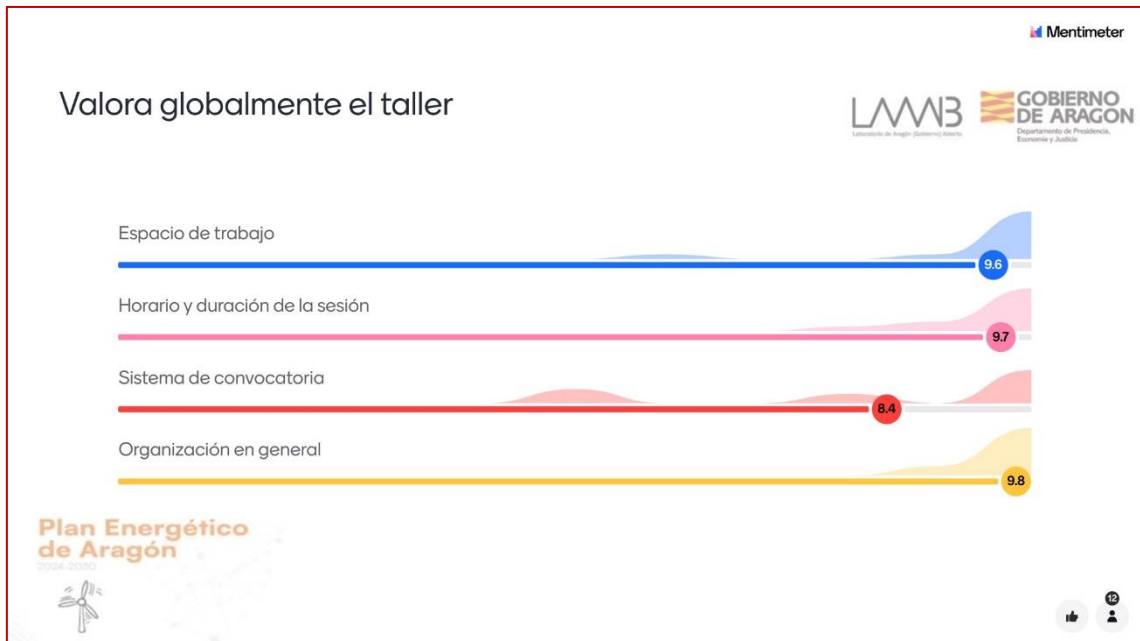 Mentimeter
Valora globalmente el taller
LAAAB
Laboratorio de Aragón [Gobierno] Abierto
GOBIERNO
DE ARAGON
Departamento de Presidencia,
Economía y Justicia
Espacio de trabajo
9.6
Horario y duración de la sesión
9.7
Sistema de convocatoria
8.4
Organización en general
9.8
Plan Energético
de Aragón
2024-2030
12